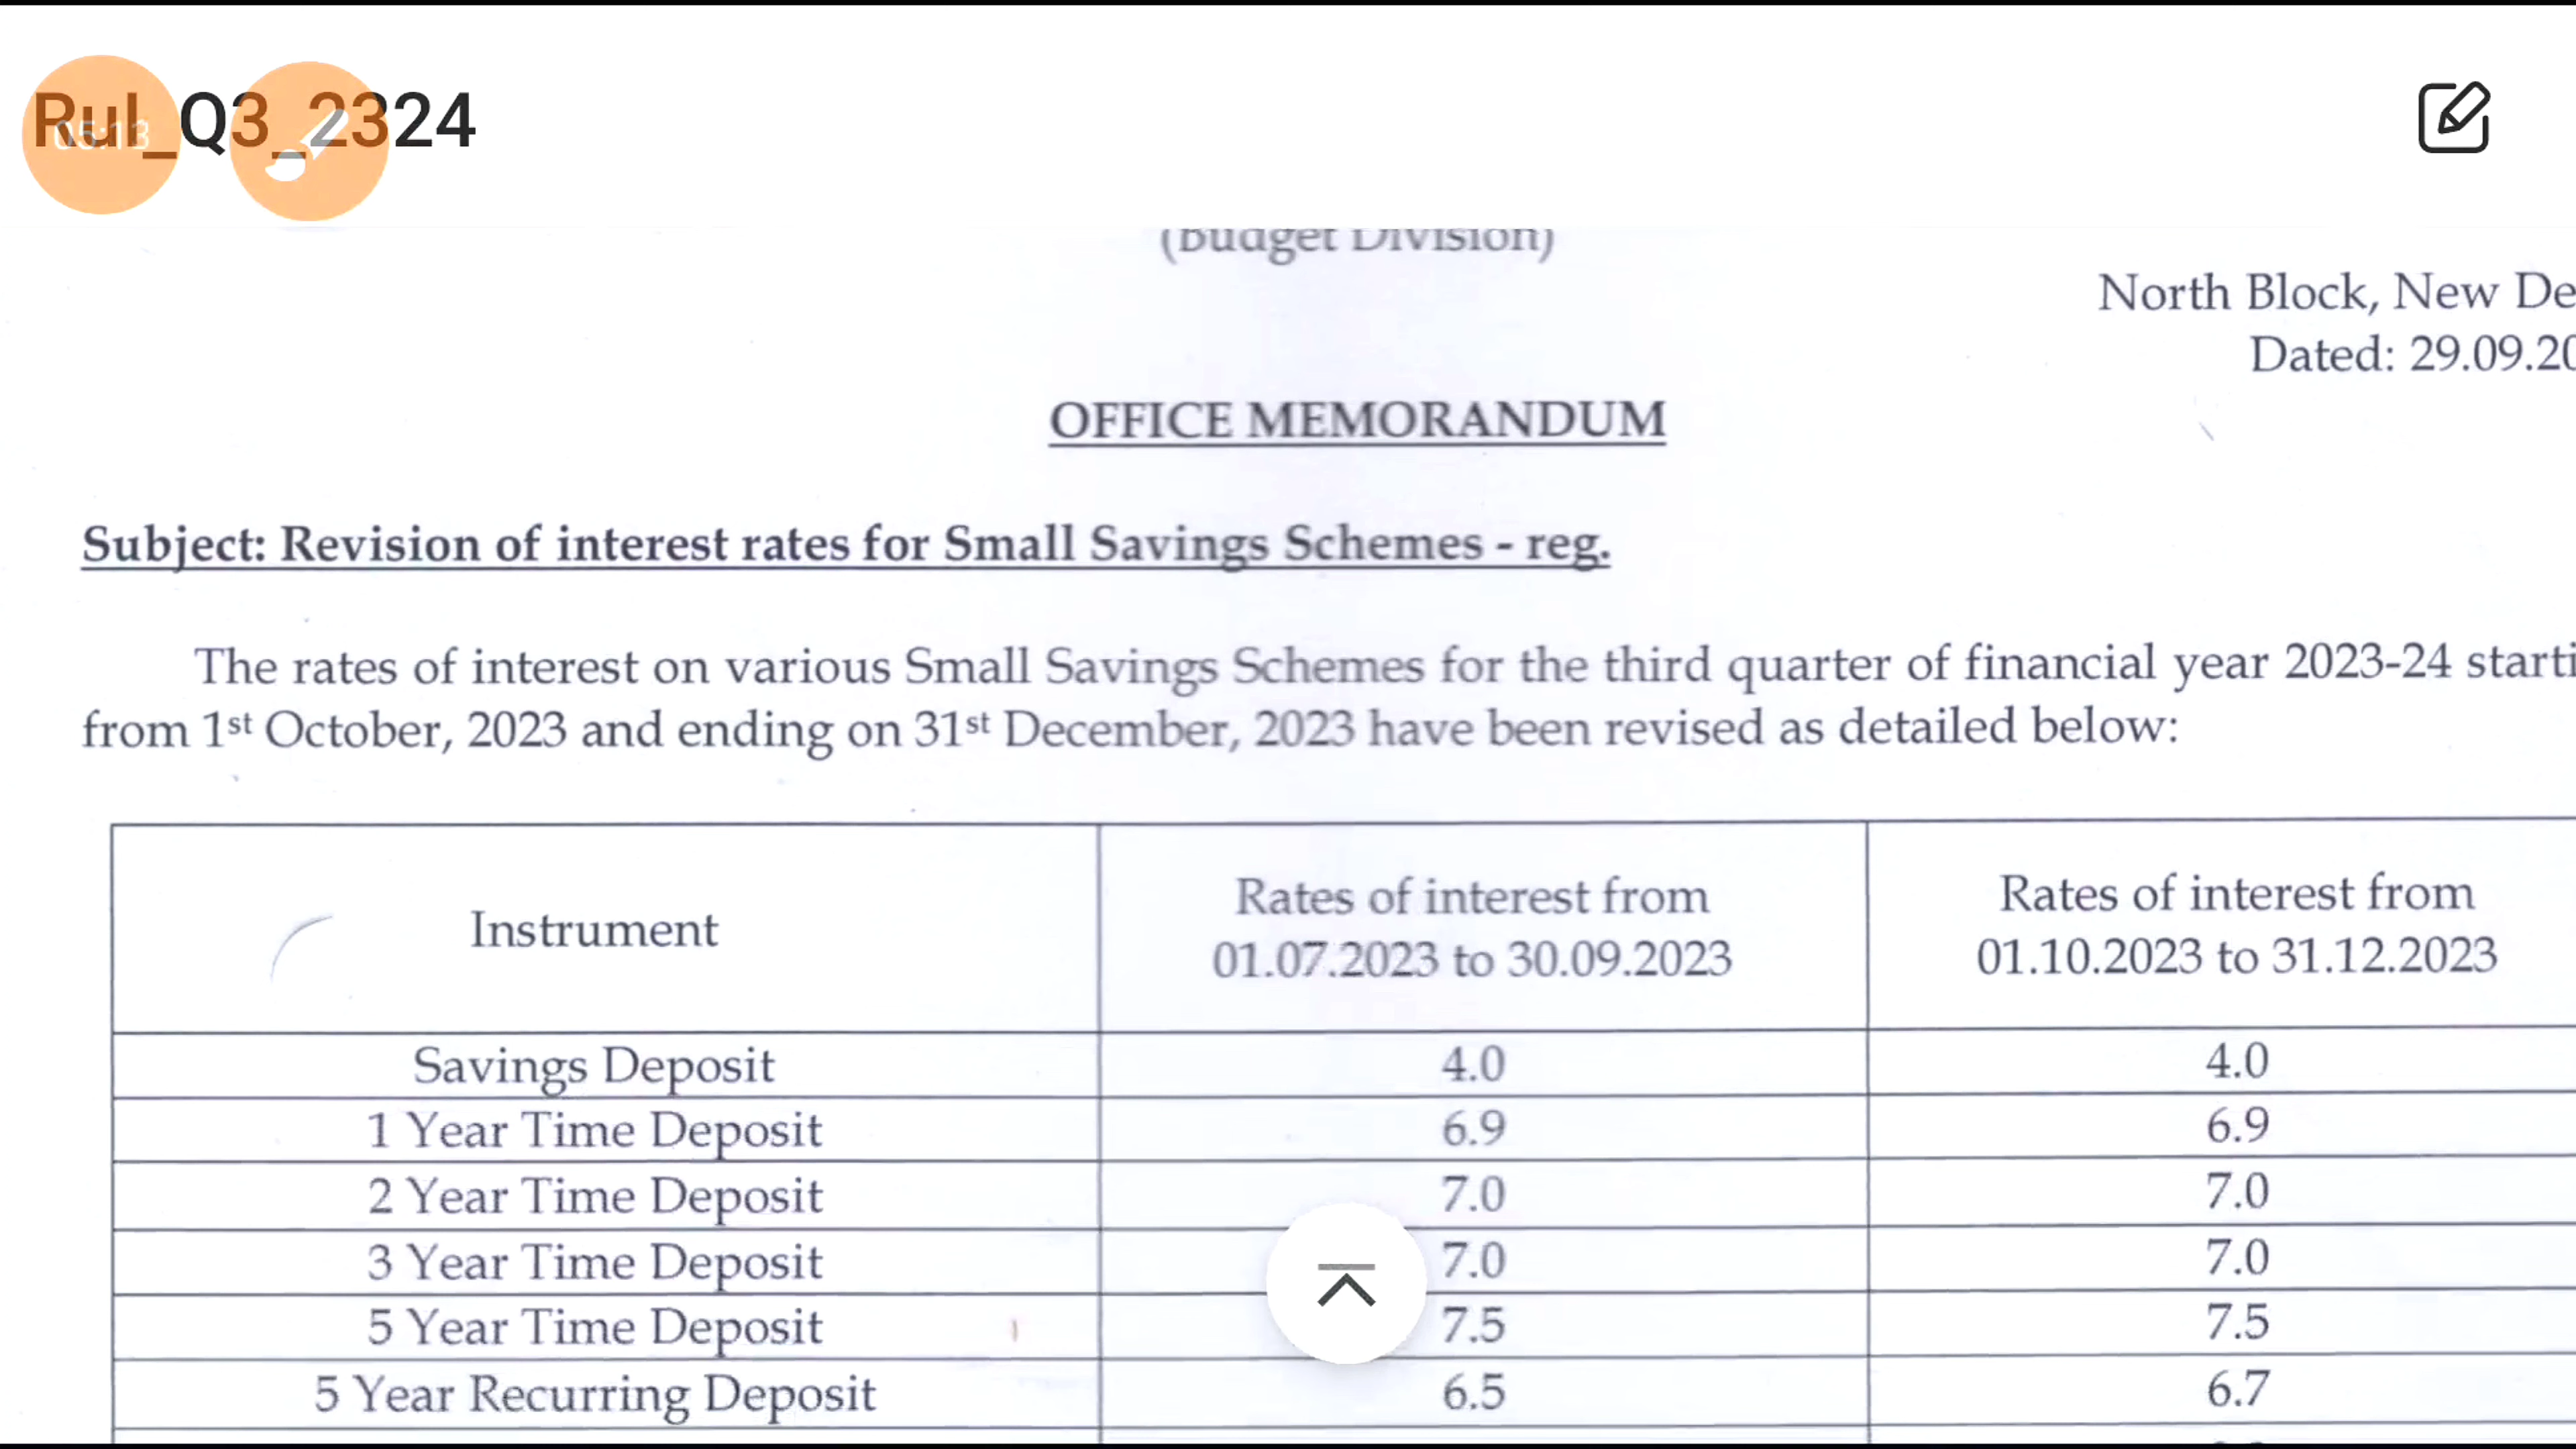 Rul_Q3_2324
05:13
(Budget Division)
North Block, New De
Dated: 29.09.20
OFFICE MEMORANDUM
Subject: Revision of interest rates for Small Savings Schemes - reg.
The rates of interest on various Small Savings Schemes for the third quarter of financial year 2023-24 starti
from 1st October, 2023 and ending on 31st December, 2023 have been revised as detailed below:
Instrument
Rates of interest from
01.07.2023 to 30.09.2023
Rates of interest from
01.10.2023 to 31.12.2023
Savings Deposit 4.0 4.0
1 Year Time Deposit 6.9 6.9
2 Year Time Deposit 7.0 7.0
3 Year Time Deposit 7.0 7.0
5 Year Time Deposit 7.5 7.5
5 Year Recurring Deposit 6.5 6.7